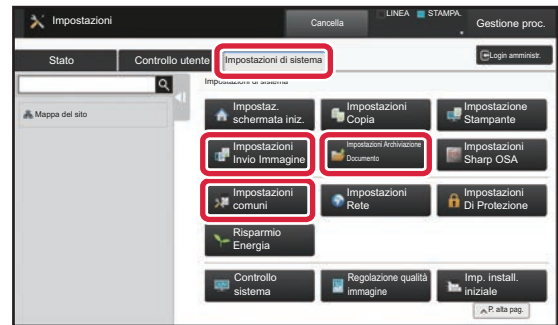 Impostazioni
Cancella
LINEA
STAMPA.
Gestione proc.
Stato
Controllo utente
Impostazioni di sistema
Login amministr.
Impostazioni di sistema
Mappa del sito
Impostaz.
schermata iniz.
Impostazioni
Copia
Impostazione
Stampante
Impostazioni
Invio Immagine
Impostazioni Archiviazione
Documento
Impostazioni
Sharp OSA
Impostazioni
comuni
Impostazioni
Rete
Impostazioni
Di Protezione
Risparmio
Energia
Controllo
sistema
Regolazione qualità
immagine
Imp. install.
iniziale
P. alta pag.